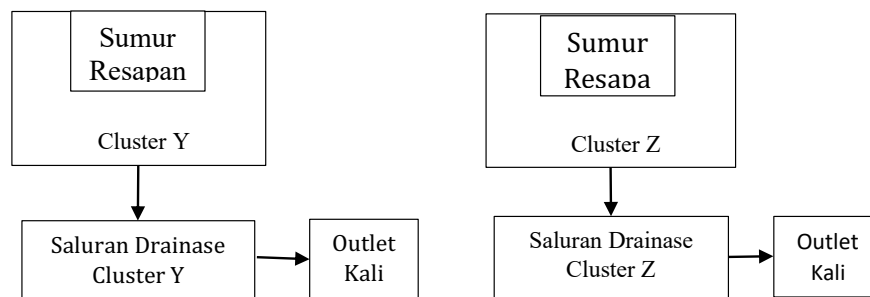 Sumur
Resapan
Cluster Y
Saluran Drainase
Cluster Y
Outlet
Kali
Sumur
Resapa
Cluster Z
Saluran Drainase
Cluster Z
Outlet
Kali